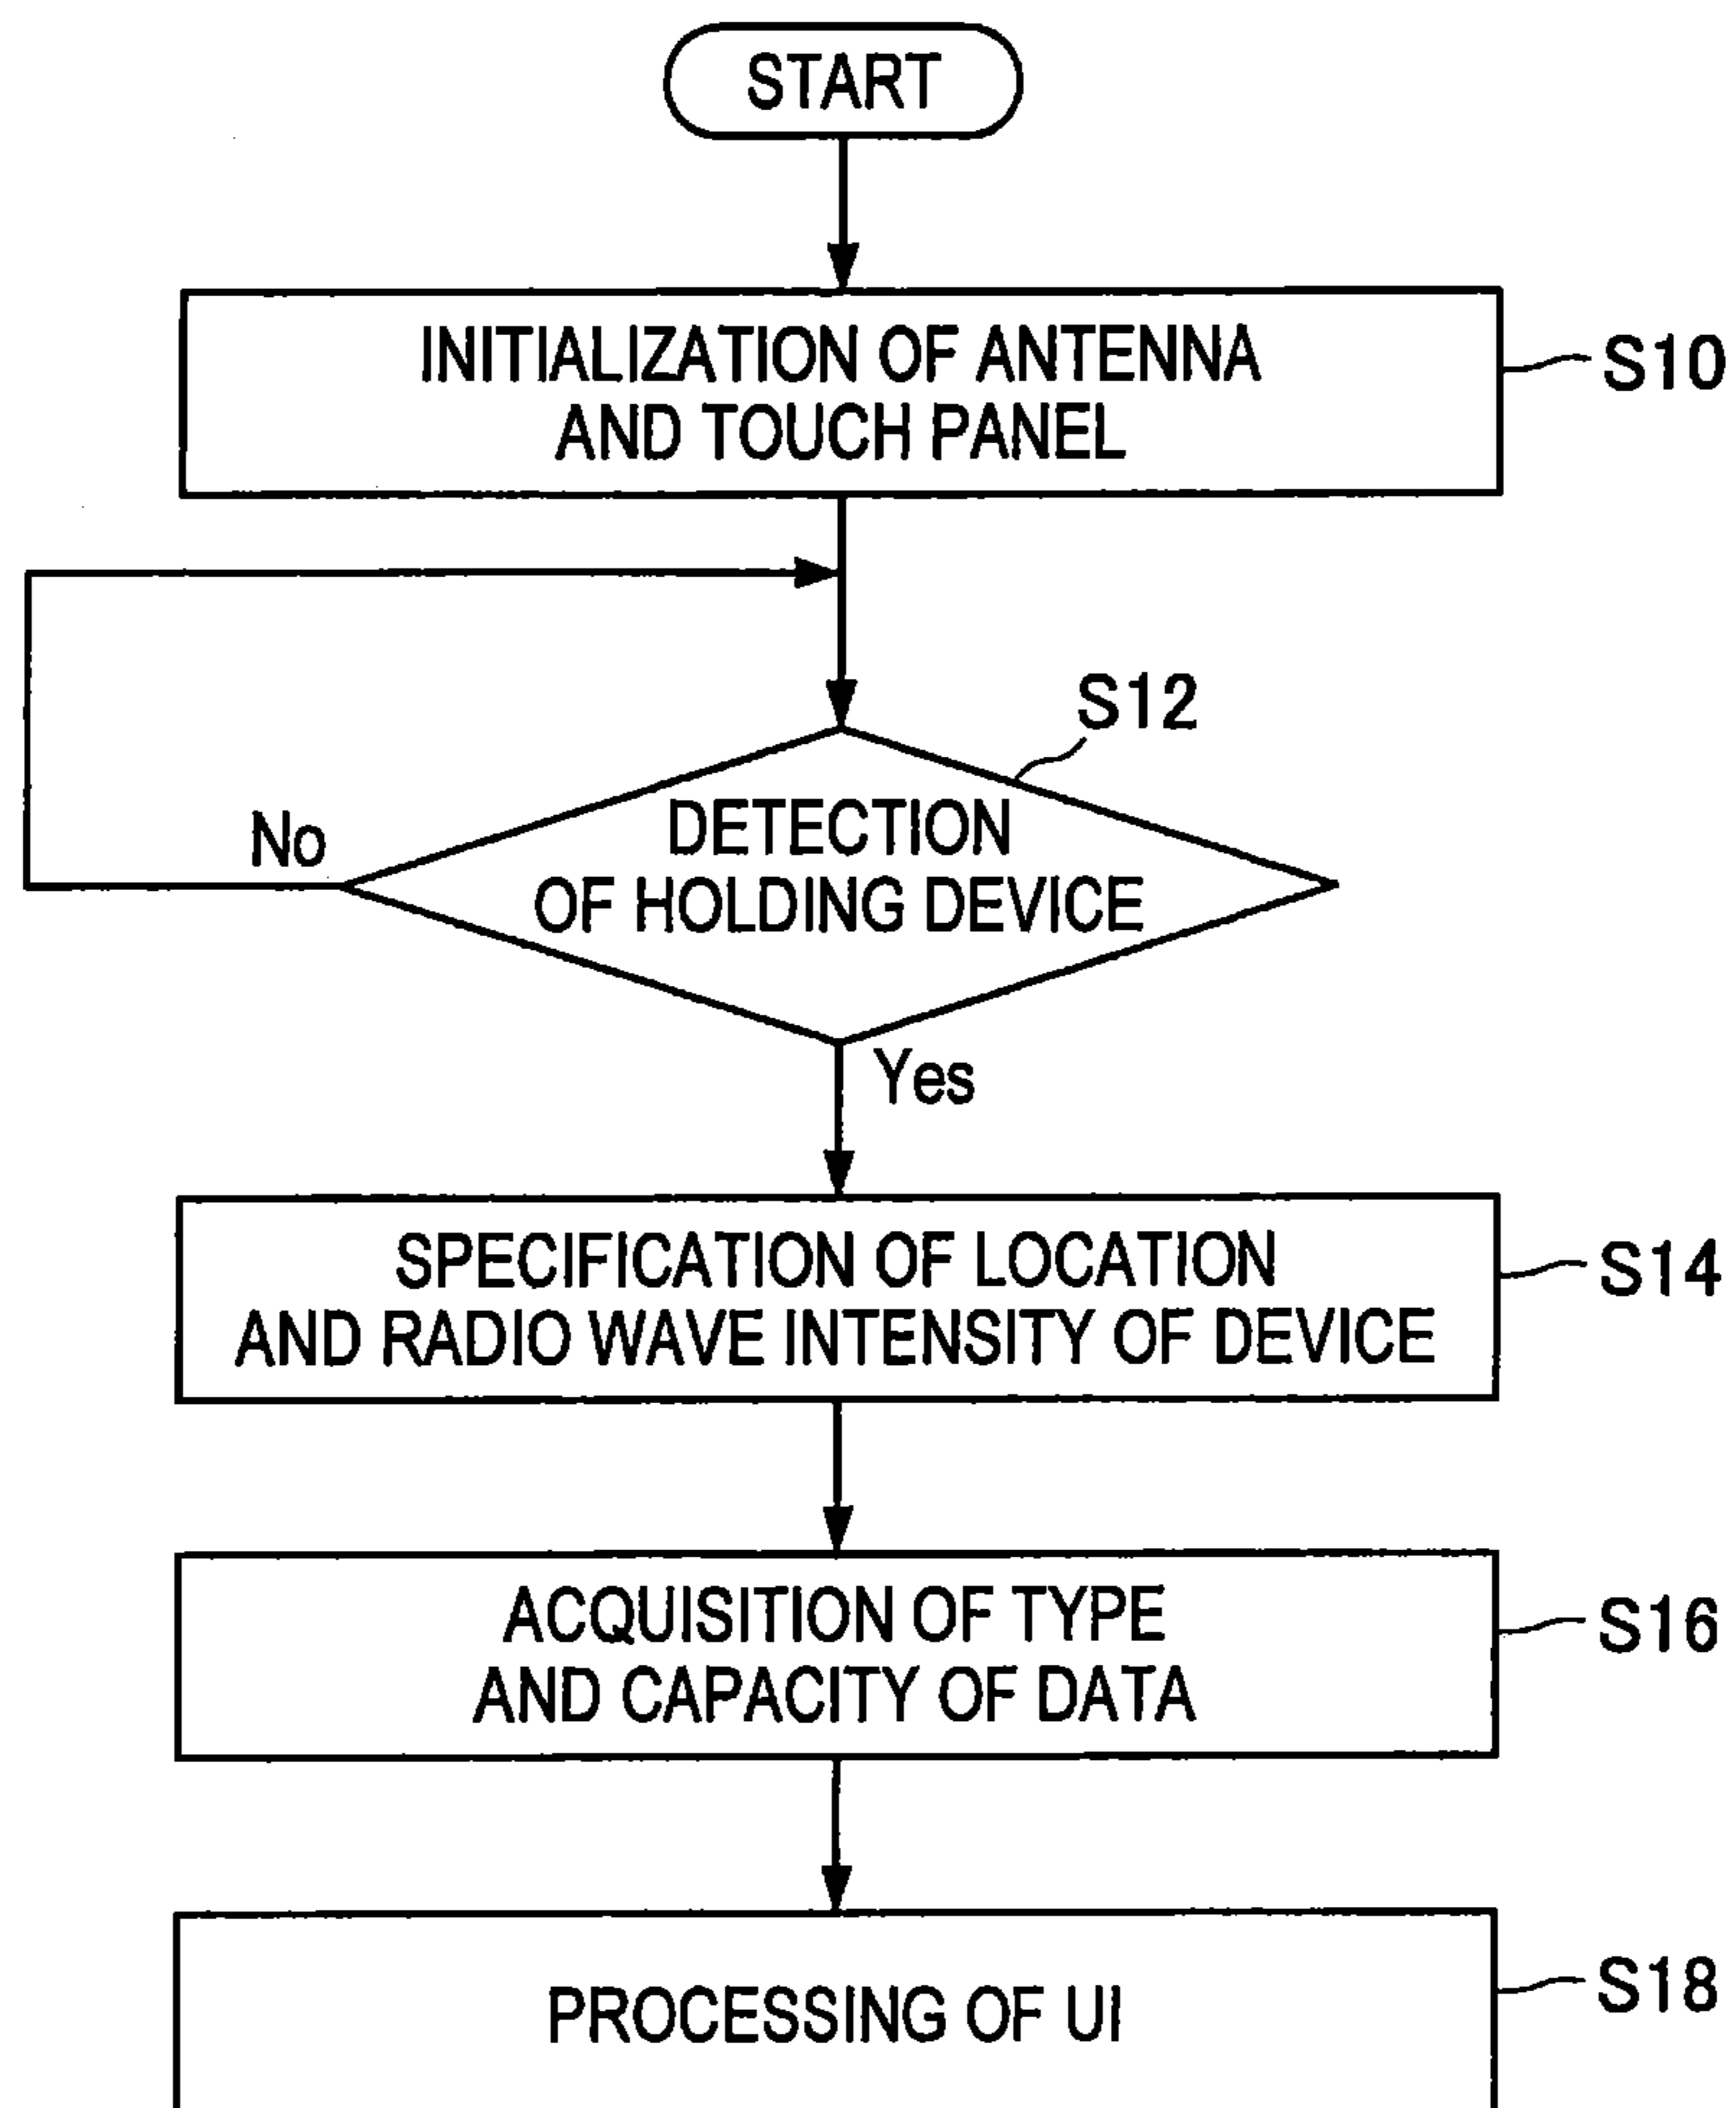 START
INITIALIZATION OF ANTENNA
AND TOUCH PANEL
S10
S12
DETECTION
OF HOLDING DEVICE
No
Yes
SPECIFICATION OF LOCATION
AND RADIO WAVE INTENSITY OF DEVICE
S14
ACQUISITION OF TYPE
AND CAPACITY OF DATA
S16
PROCESSING OF UI
S18